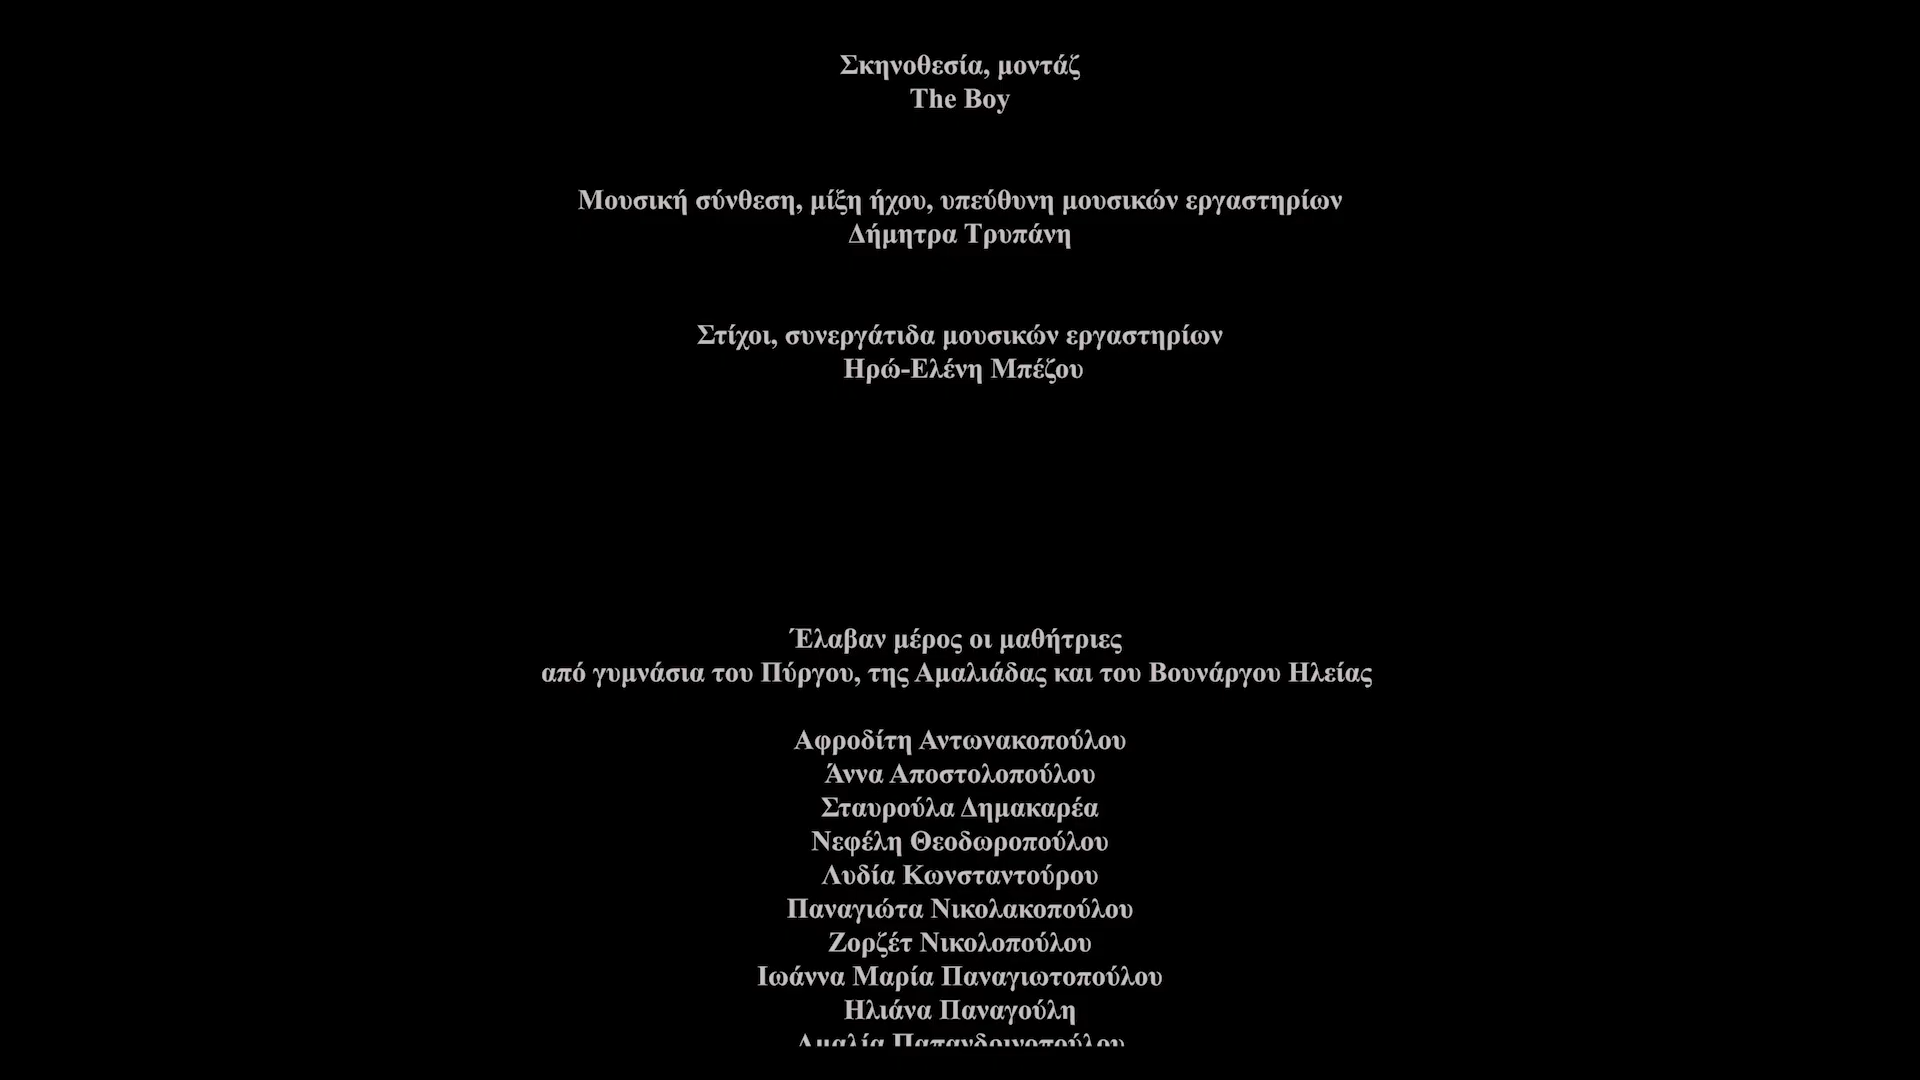 Σκηνοθεσία, μοντάζ
The Boy
Μουσική σύνθεση, μίξη ήχου, υπεύθυνη μουσικών εργαστηρίων
Δήμητρα Τρυπάνη
Στίχοι, συνεργάτιδα μουσικών εργαστηρίων
Ηρώ-Ελένη Μπέζου
Έλαβαν μέρος οι μαθήτριες
από γυμνάσια του Πύργου, της Αμαλιάδας και του Βουνάργου Ηλείας
Αφροδίτη Αντωνακοπούλου
Άννα Αποστολοπούλου
Σταυρούλα Δημακαρέα
Νεφέλη Θεοδωροπούλου
Λυδία Κωνσταντούρου
Παναγιώτα Νικολακοπούλου
Ζορζέτ Νικολοπούλου
Ιωάννα Μαρία Παναγιωτοπούλου
Ηλιάνα Παναγούλη
Αμαλία